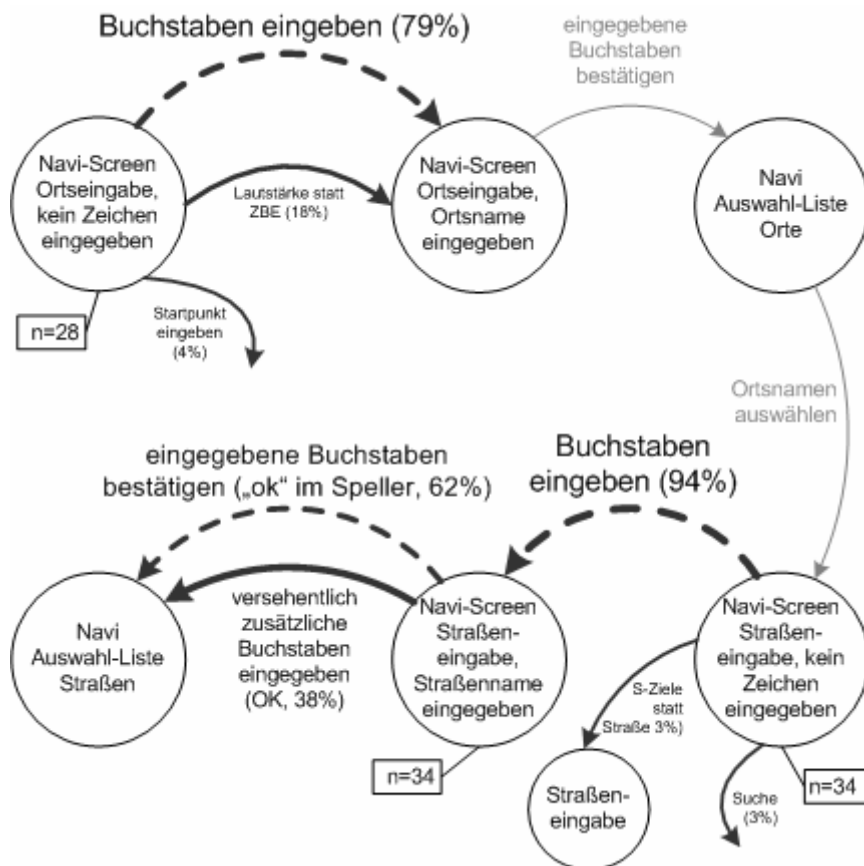 Buchstaben eingeben (79%)
eingegebene
Buchstaben
bestätigen
Navi-Screen
Ortseingabe,
kein Zeichen
eingegeben
Lautstärke statt
ZBE (18%)
Navi-Screen
Ortseingabe,
Ortsname
eingegeben
Navi
Auswahl-Liste
Orte
n=28
Startpunkt
eingeben
(4%)
Ortsnamen
auswählen
eingegebene Buchstaben
bestätigen („ok“ im Speller, 62%)
Buchstaben
eingeben (94%)
Navi
Auswahl-Liste
Straßen
versehentlich
zusätzliche
Buchstaben
eingegeben
(OK, 38%)
Navi-Screen
Straßen-
eingabe,
Straßenname
eingegeben
Navi-Screen
Straßen-
eingabe, kein
Zeichen
eingegeben
S-Ziele
statt
Straße 3%)
n=34
Straßen-
eingabe
Suche
(3%)
n=34